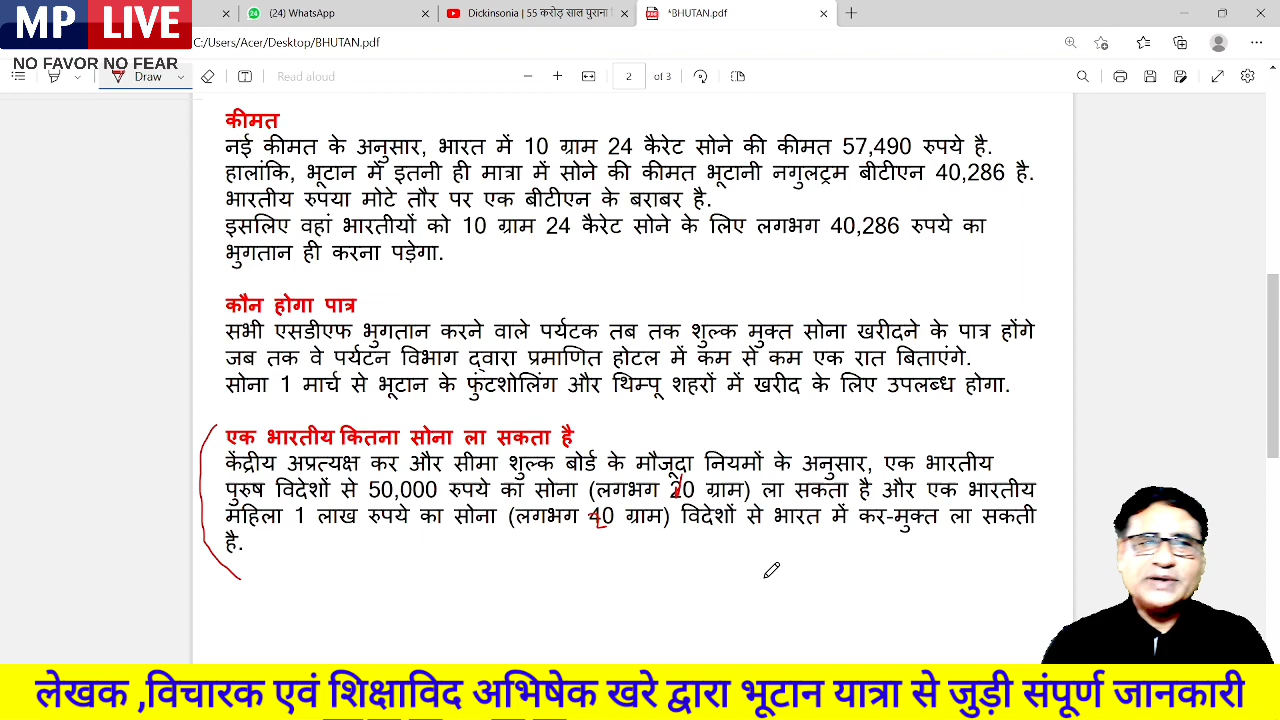 MP LIVE
NO FAVOR NO FEAR
(24) WhatsApp
Dickinsonia | 55 करोड़ साल पुराना
*BHUTAN.pdf
C:/Users/Acer/Desktop/BHUTAN.pdf
Draw
Read aloud
2 of 3
कीमत
नई कीमत के अनुसार, भारत में 10 ग्राम 24 कैरेट सोने की कीमत 57,490 रुपये है.
हालांकि, भूटान में इतनी ही मात्रा में सोने की कीमत भूटानी नगुलट्रम बीटीएन 40,286 है.
भारतीय रुपया मोटे तौर पर एक बीटीएन के बराबर है.
इसलिए वहां भारतीयों को 10 ग्राम 24 कैरेट सोने के लिए लगभग 40,286 रुपये का
भुगतान ही करना पड़ेगा.
कौन होगा पात्र
सभी एसडीएफ भुगतान करने वाले पर्यटक तब तक शुल्क मुक्त सोना खरीदने के पात्र होंगे
जब तक वे पर्यटन विभाग द्वारा प्रमाणित होटल में कम से कम एक रात बिताएंगे.
सोना 1 मार्च से भूटान के फुंटशोलिंग और थिम्पू शहरों में खरीद के लिए उपलब्ध होगा.
एक भारतीय कितना सोना ला सकता है
केंद्रीय अप्रत्यक्ष कर और सीमा शुल्क बोर्ड के मौजूदा नियमों के अनुसार, एक भारतीय
पुरुष विदेशों से 50,000 रुपये का सोना (लगभग 20 ग्राम) ला सकता है और एक भारतीय
महिला 1 लाख रुपये का सोना (लगभग 40 ग्राम) विदेशों से भारत में कर-मुक्त ला सकती
है.
लेखक ,विचारक एवं शिक्षाविद अभिषेक खरे द्वारा भूटान यात्रा से जुड़ी संपूर्ण जानकारी